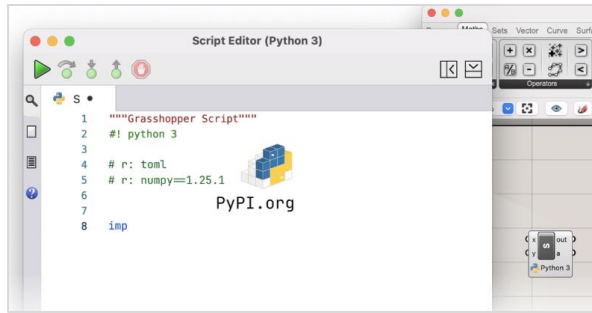 Script Editor (Python 3)
Maths Sets Vector Curve
Operators
S
1 """Grasshopper Script"""
2 #! python 3
3
4 # r: toml
5 # r: numpy==1.25.1
6
7
8 imp
PyPI.org
x S out
y a
Python 3